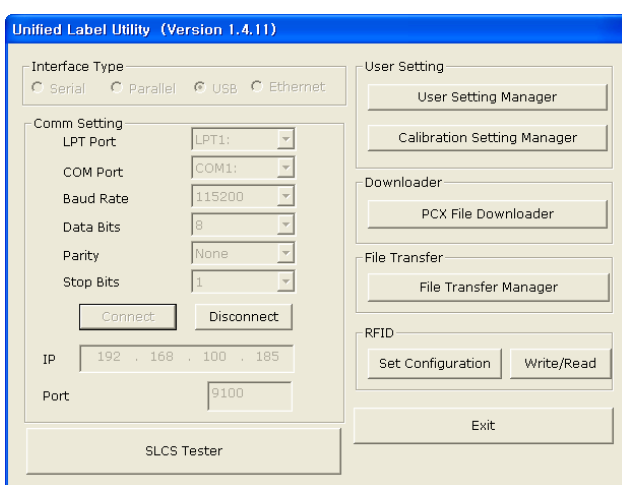 Unified Label Utility (Version 1.4.11)
Interface Type
Serial Parallel USB Ethernet
Comm Setting
LPT Port LPT1:
COM Port COM1:
Baud Rate 115200
Data Bits 8
Parity None
Stop Bits 1
Connect Disconnect
IP 192 . 168 . 100 . 185
Port 9100
SLCS Tester
User Setting
User Setting Manager
Calibration Setting Manager
Downloader
PCX File Downloader
File Transfer
File Transfer Manager
RFID
Set Configuration Write/Read
Exit